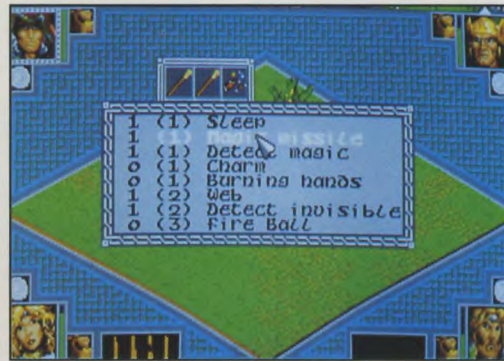 1 (1) Sleep
1 (1) Magic missile
1 (1) Detect magic
0 (1) Charm
0 (1) Burning hands
1 (2) Web
1 (2) Detect invisible
0 (3) Fire Ball